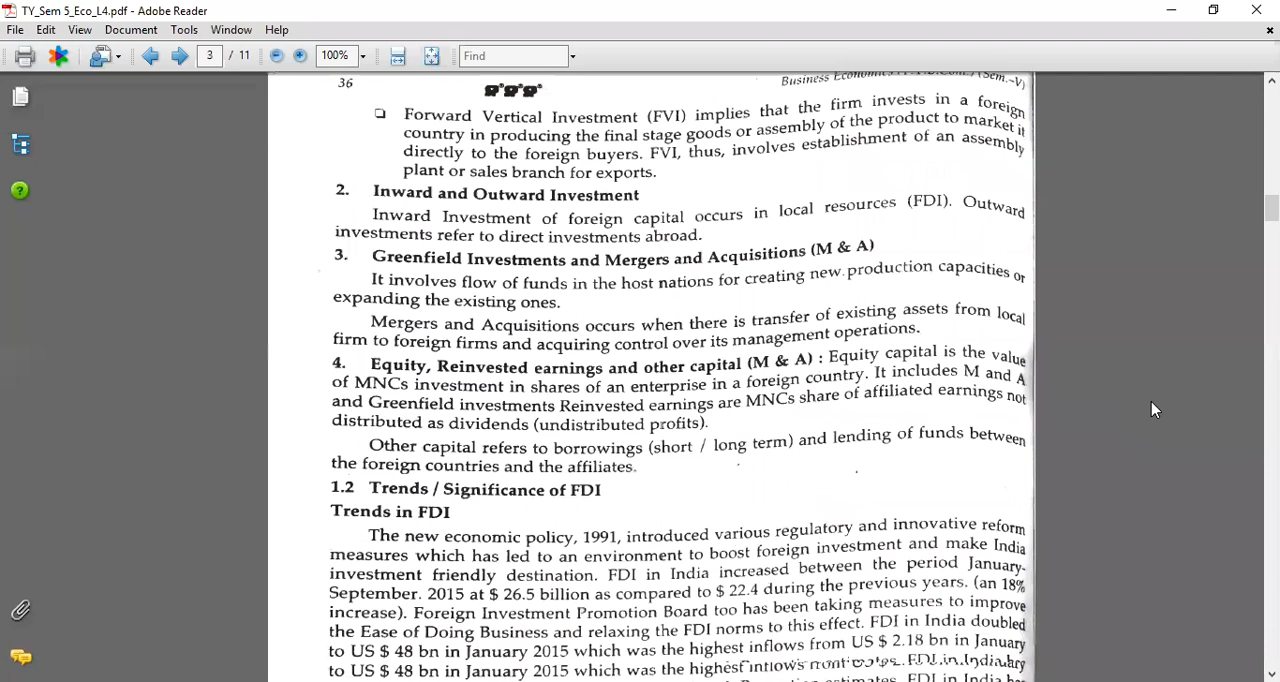 TY_Sem 5_Eco_L4.pdf - Adobe Reader
File Edit View Document Tools Window Help
3 / 11 100% Find
36
Business Economics
(Sem.-V)
❏ Forward Vertical Investment (FVI) implies that the firm invests in a foreign
country in producing the final stage goods or assembly of the product to market it
directly to the foreign buyers. FVI, thus, involves establishment of an assembly
plant or sales branch for exports.
2. Inward and Outward Investment
Inward Investment of foreign capital occurs in local resources (FDI). Outward
investments refer to direct investments abroad.
3. Greenfield Investments and Mergers and Acquisitions (M & A)
It involves flow of funds in the host nations for creating new production capacities or
expanding the existing ones.
Mergers and Acquisitions occurs when there is transfer of existing assets from local
firm to foreign firms and acquiring control over its management operations.
4. Equity, Reinvested earnings and other capital (M & A) : Equity capital is the value
of MNCs investment in shares of an enterprise in a foreign country. It includes M and A
and Greenfield investments Reinvested earnings are MNCs share of affiliated earnings not
distributed as dividends (undistributed profits).
Other capital refers to borrowings (short / long term) and lending of funds between
the foreign countries and the affiliates.
1.2 Trends / Significance of FDI
Trends in FDI
The new economic policy, 1991, introduced various regulatory and innovative reform
measures which has led to an environment to boost foreign investment and make India
investment friendly destination. FDI in India increased between the period January-
September. 2015 at $ 26.5 billion as compared to $ 22.4 during the previous years. (an 18%
increase). Foreign Investment Promotion Board too has been taking measures to improve
the Ease of Doing Business and relaxing the FDI norms to this effect. FDI in India doubled
to US $ 48 bn in January 2015 which was the highest inflows from US $ 2.18 bn in January
to US $ 48 bn in January 2015 which was the highest
estimates. FDI in India has